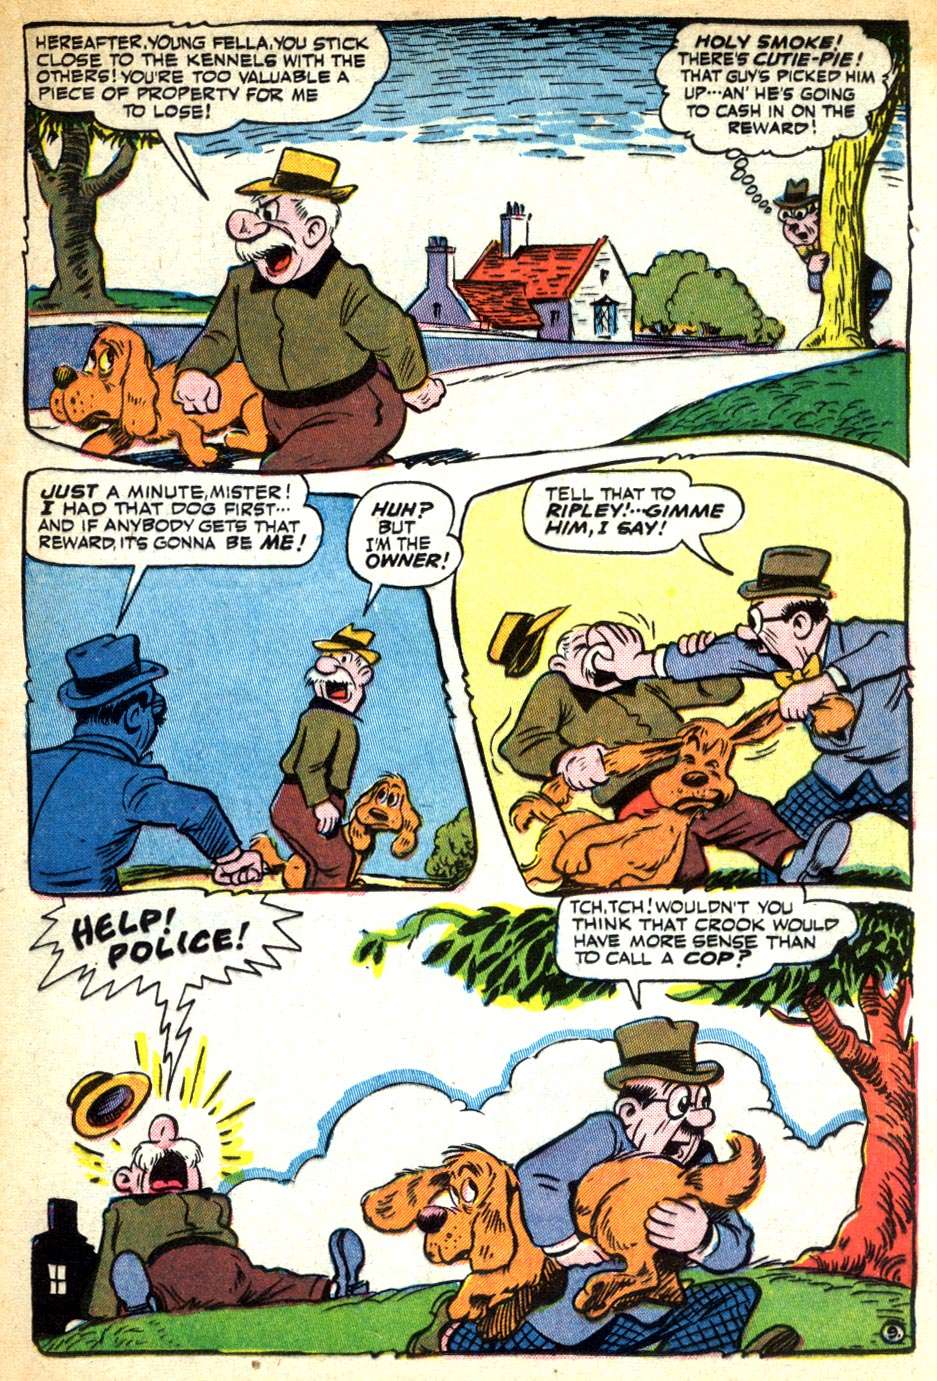 HEREAFTER, YOUNG FELLA, YOU STICK
CLOSE TO THE KENNELS WITH THE
OTHERS! YOU'RE TOO VALUABLE A
PIECE OF PROPERTY FOR ME
TO LOSE!
HOLY SMOKE!
THERE'S CUTIE-PIE!
THAT GUY'S PICKED HIM
UP---AN' HE'S GOING
TO CASH IN ON THE
REWARD!
JUST A MINUTE, MISTER!
I HAD THAT DOG FIRST---
AND IF ANYBODY GETS THAT
REWARD, ITS GONNA BE ME!
HUH?
BUT
I'M THE
OWNER!
TELL THAT TO
RIPLEY!---GIMME
HIM, I SAY!
HELP!
POLICE!
TCH, TCH! WOULDN'T YOU
THINK THAT CROOK WOULD
HAVE MORE SENSE THAN
TO CALL A COP?
9.